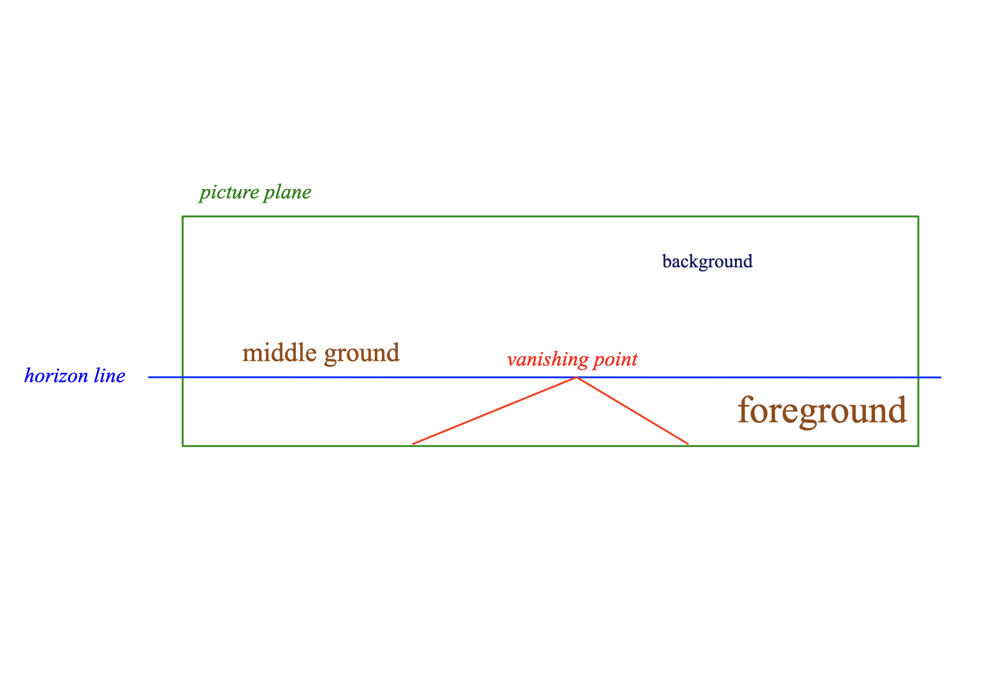 picture plane
background
middle ground
vanishing point
horizon line
foreground